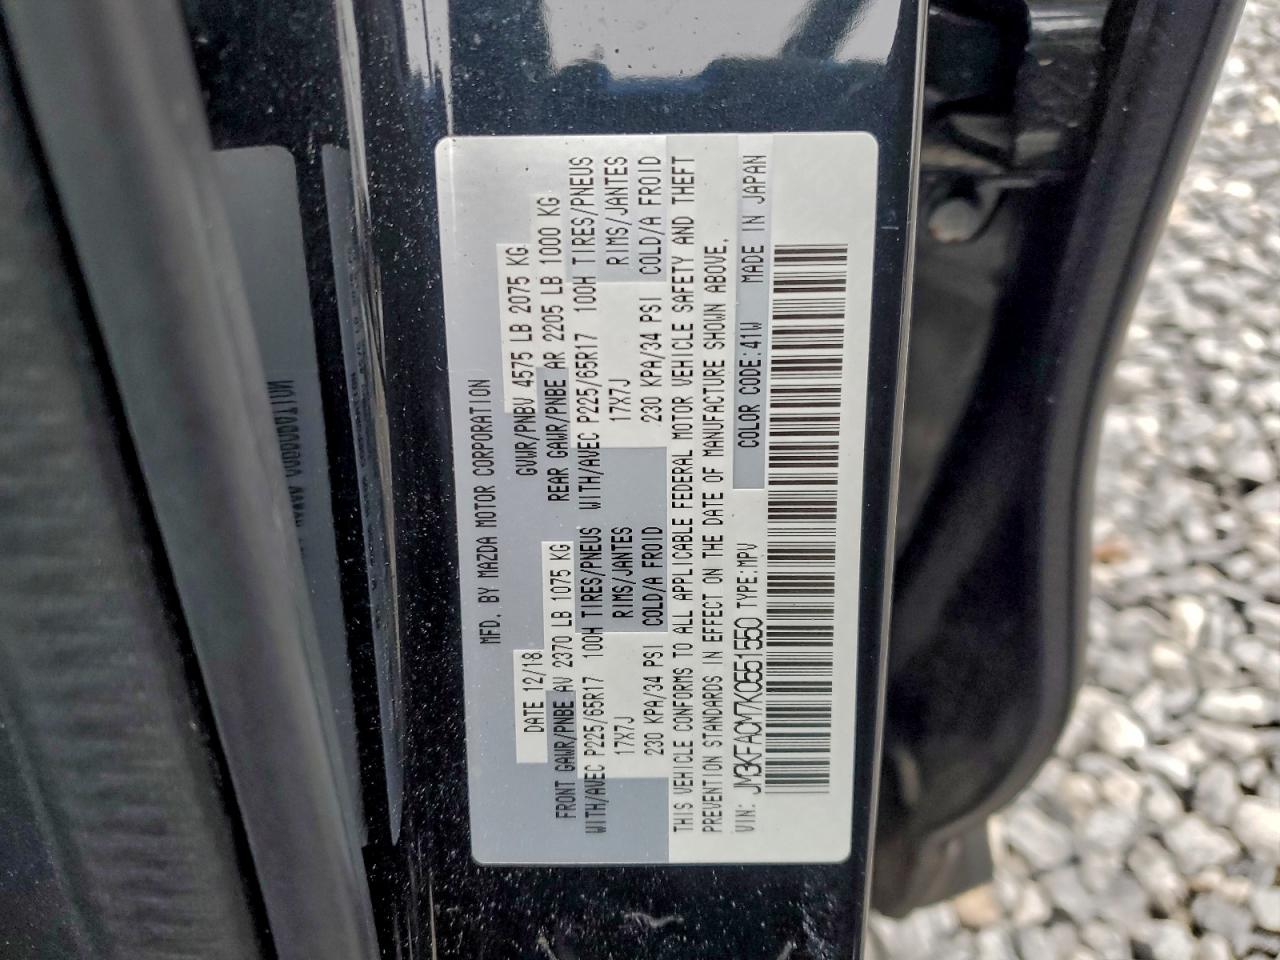 MFD. BY MAZDA MOTOR CORPORATION
DATE 12/18 GVWR/PNBV 4575 LB 2075 KG
FRONT GAWR/PNBE AV 2370 LB 1075 KG REAR GAWR/PNBE AR 2205 LB 1000 KG
WITH/AVEC P225/65R17 100H TIRES/PNEUS WITH/AVEC P225/65R17 100H TIRES/PNEUS
17X7J RIMS/JANTES 17X7J RIMS/JANTES
230 KPA/34 PSI COLD/A FROID 230 KPA/34 PSI COLD/A FROID
THIS VEHICLE CONFORMS TO ALL APPLICABLE FEDERAL MOTOR VEHICLE SAFETY AND THEFT
PREVENTION STANDARDS IN EFFECT ON THE DATE OF MANUFACTURE SHOWN ABOVE.
VIN: JM3KFACM7K0551550 TYPE:MPV COLOR CODE:41W MADE IN JAPAN